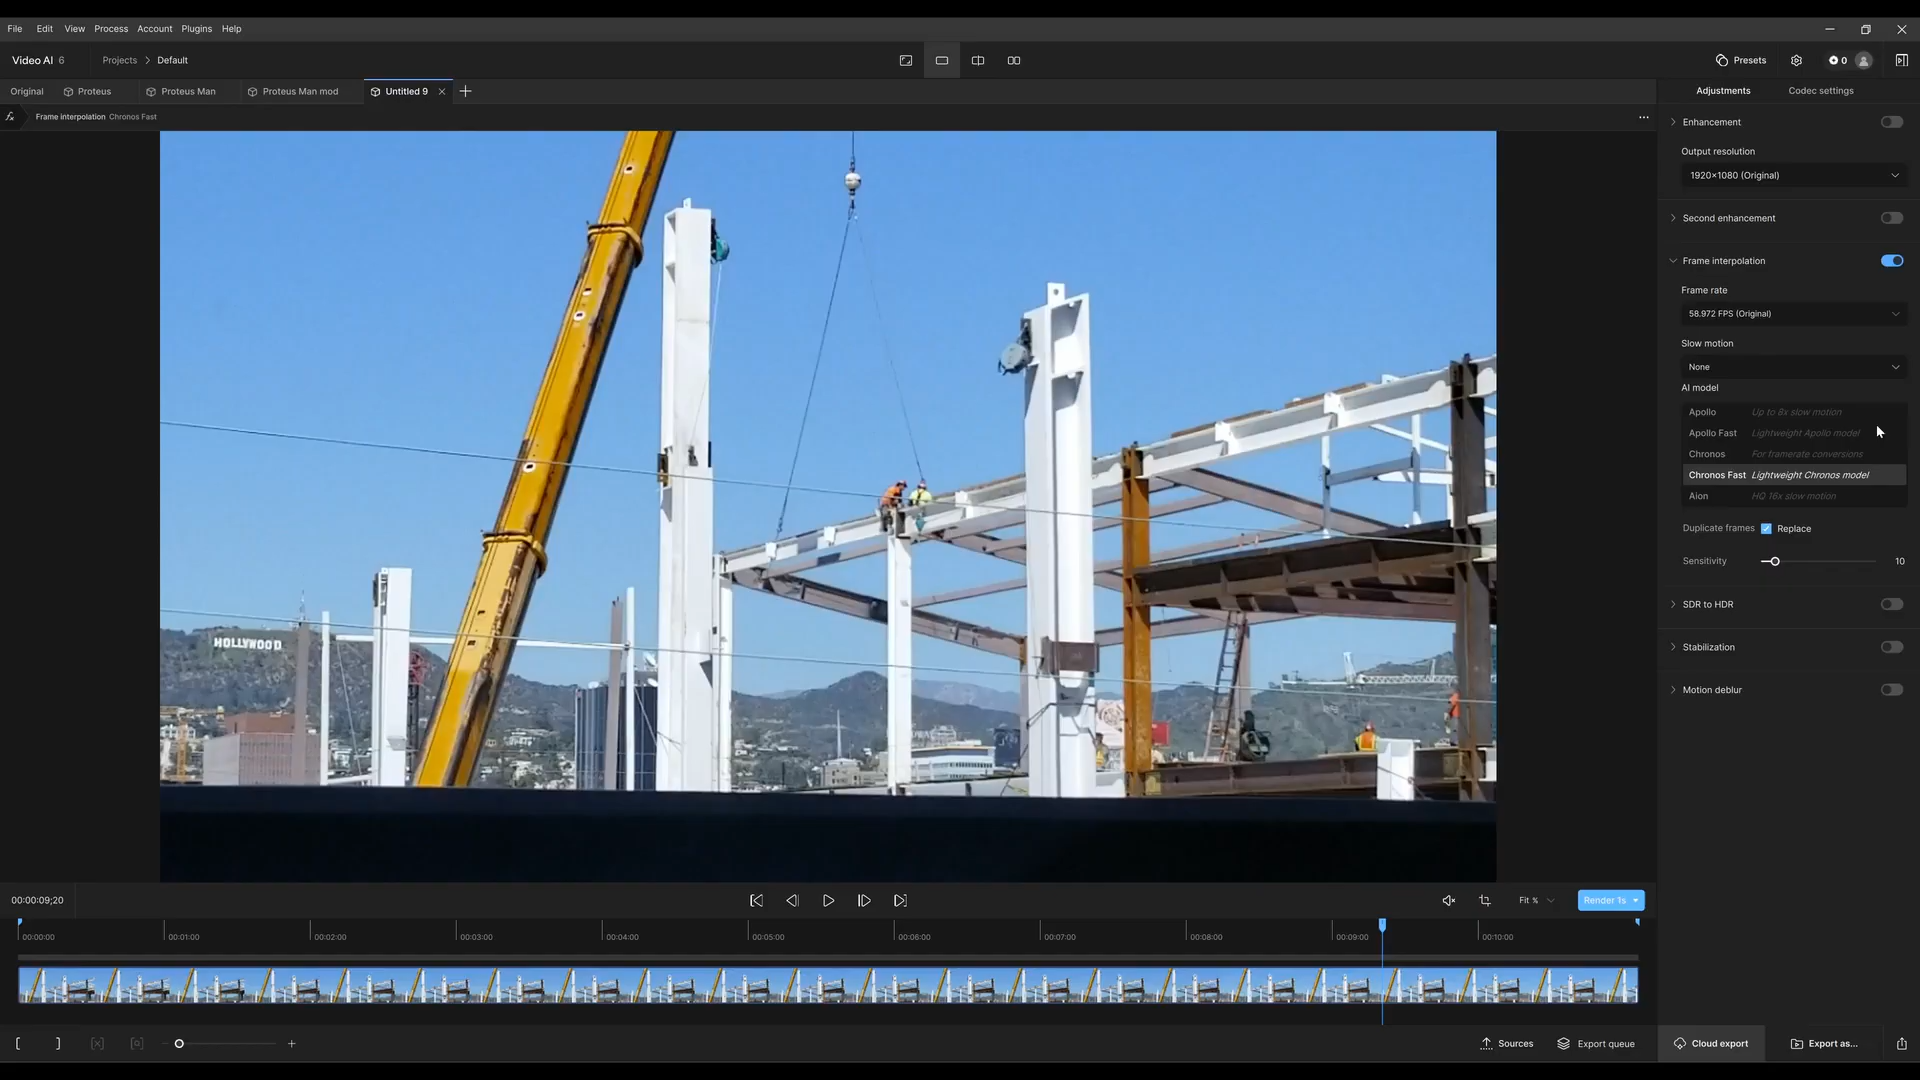 File Edit View Process Account Plugins Help
Video AI 6 Projects > Default
Presets
0
Original Proteus Proteus Man Proteus Man mod Untitled 9
fx Frame interpolation Chronos Fast
HOLLYWOOD
00:00:09;20
Fit %
Render 1s
00:00:00 00:01:00 00:02:00 00:03:00 00:04:00 00:05:00 00:06:00 00:07:00 00:08:00 00:09:00 00:10:00
Sources Export queue
Adjustments Codec settings
Enhancement
Output resolution
1920×1080 (Original)
Second enhancement
Frame interpolation
Frame rate
58.972 FPS (Original)
Slow motion
None
AI model
Apollo Up to 8x slow motion
Apollo Fast Lightweight Apollo model
Chronos For framerate conversions
Chronos Fast Lightweight Chronos model
Aion HQ 16x slow motion
Duplicate frames Replace
Sensitivity 10
SDR to HDR
Stabilization
Motion deblur
Cloud export Export as...